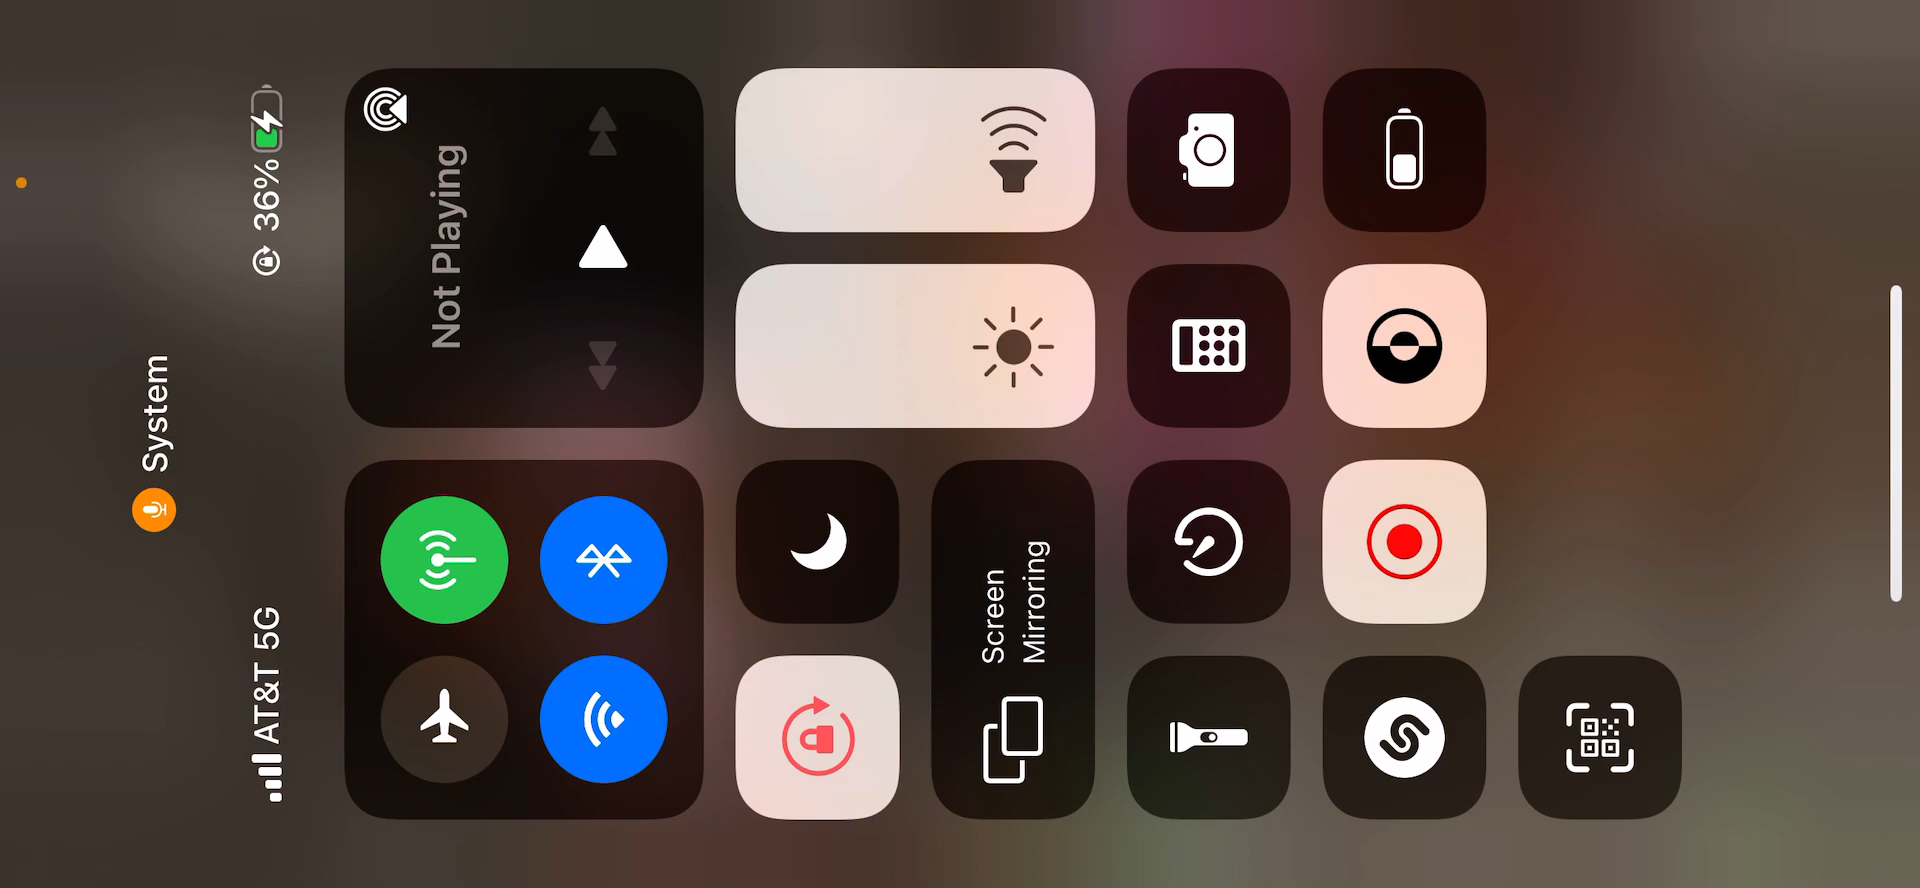 System
AT&T 5G
36%
Not Playing
Screen
Mirroring